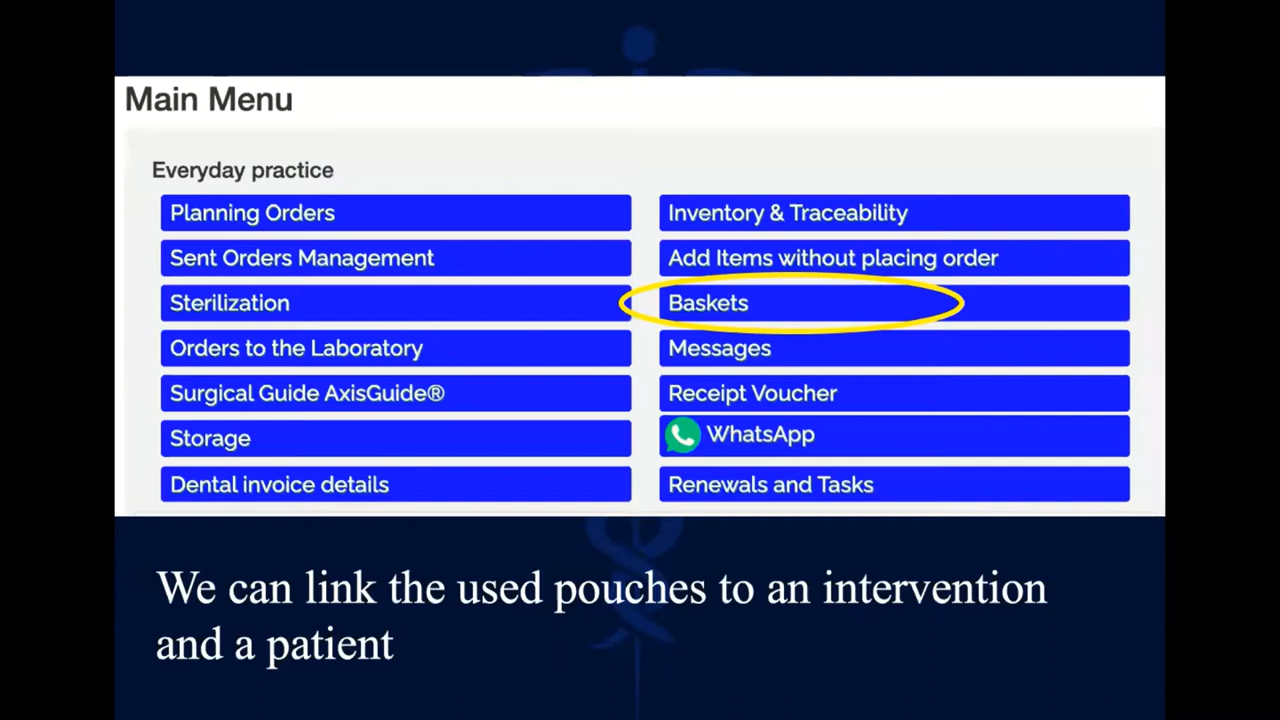 Main Menu
Everyday practice
Planning Orders
Inventory & Traceability
Sent Orders Management
Add Items without placing order
Sterilization
Baskets
Orders to the Laboratory
Messages
Surgical Guide AxisGuide®
Receipt Voucher
Storage
WhatsApp
Dental invoice details
Renewals and Tasks
We can link the used pouches to an intervention
and a patient